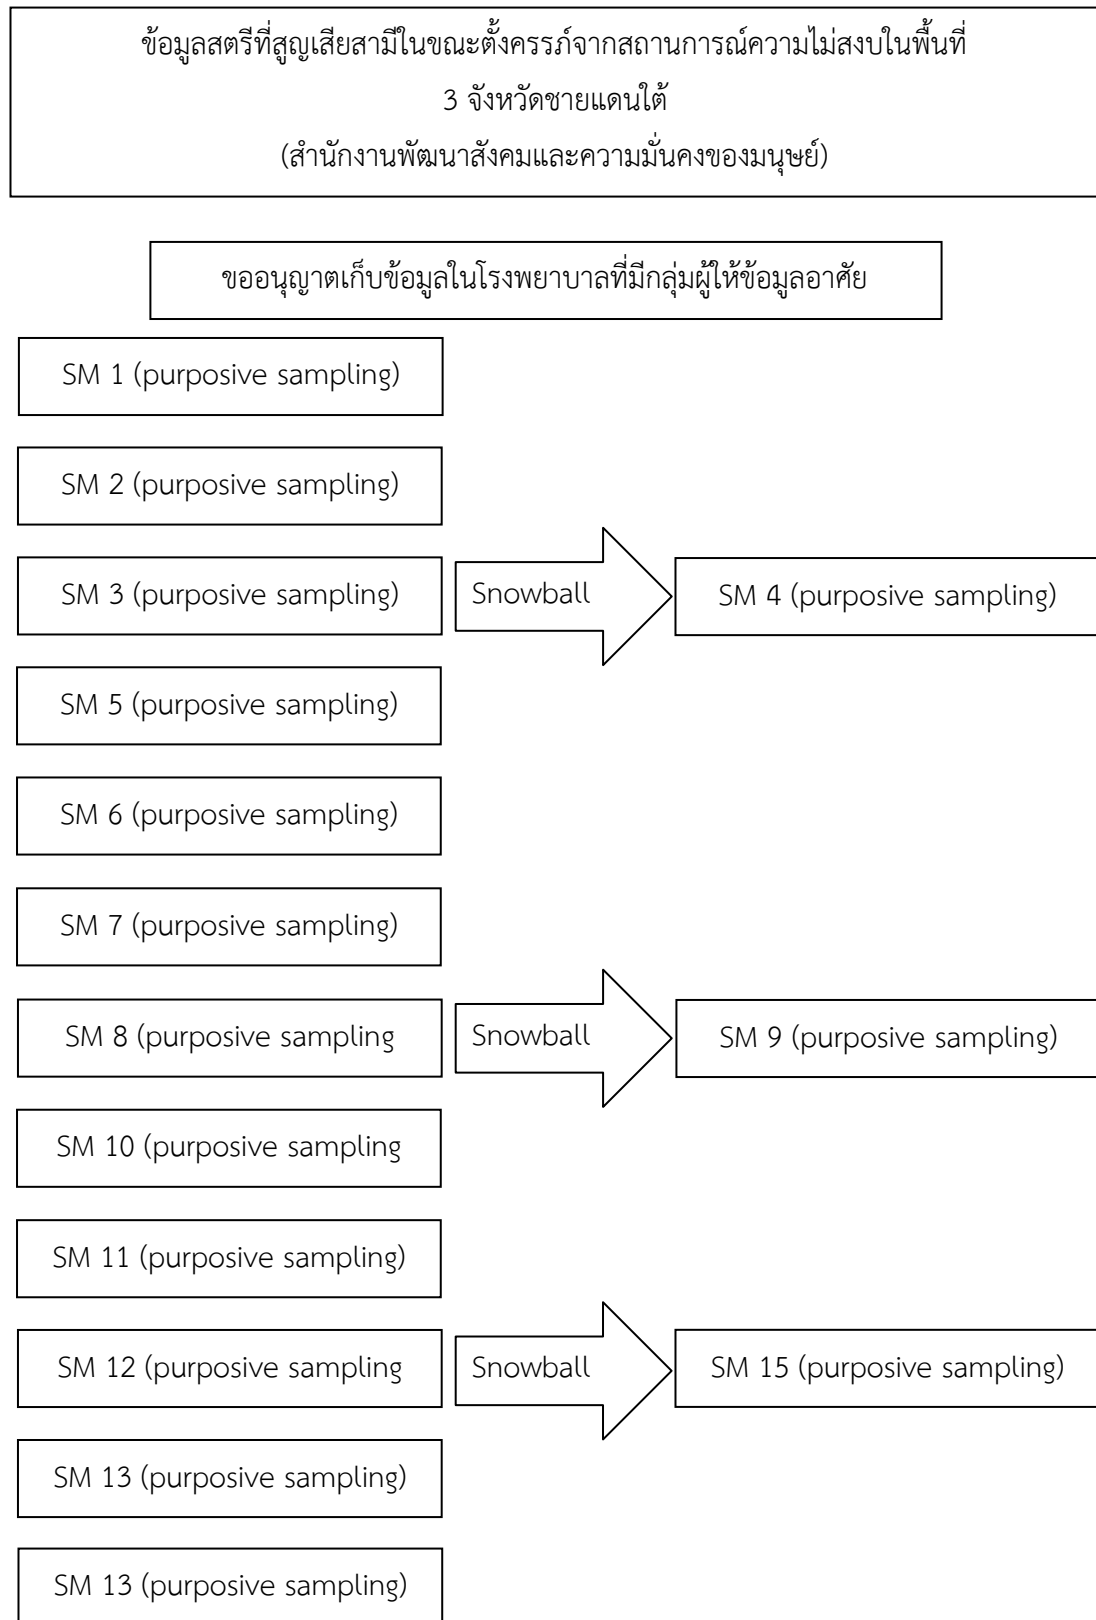 ข้อมูลสตรีที่สูญเสียสามีในขณะตั้งครรภ์จากสถานการณ์ความไม่สงบในพื้นที่
3 จังหวัดชายแดนใต้
(สำนักงานพัฒนาสังคมและความมั่นคงของมนุษย์)
ขออนุญาตเก็บข้อมูลในโรงพยาบาลที่มีกลุ่มผู้ให้ข้อมูลอาศัย
SM 1 (purposive sampling)
SM 2 (purposive sampling)
SM 3 (purposive sampling)
Snowball
SM 4 (purposive sampling)
SM 5 (purposive sampling)
SM 6 (purposive sampling)
SM 7 (purposive sampling)
SM 8 (purposive sampling
Snowball
SM 9 (purposive sampling)
SM 10 (purposive sampling
SM 11 (purposive sampling)
SM 12 (purposive sampling
Snowball
SM 15 (purposive sampling)
SM 13 (purposive sampling)
SM 13 (purposive sampling)